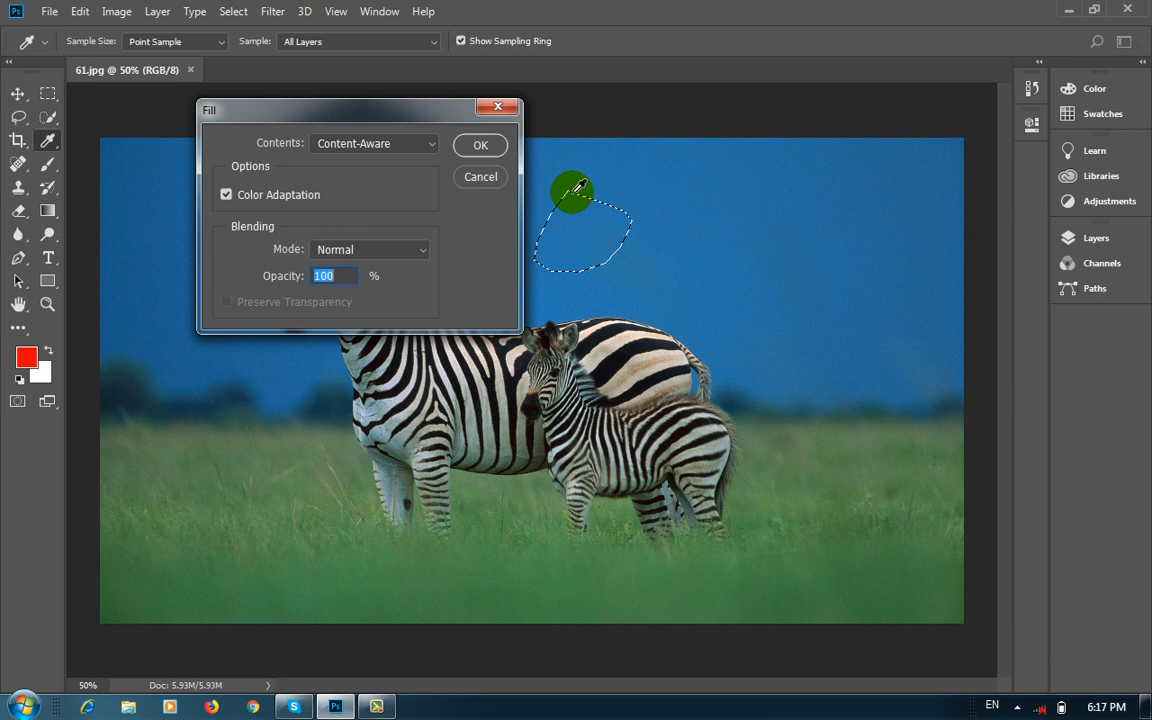 Ps File Edit Image Layer Type Select Filter 3D View Window Help
Sample Size: Point Sample Sample: All Layers Show Sampling Ring
61.jpg @ 50% (RGB/8) ×
Fill
Contents: Content-Aware
OK
Options
Cancel
Color Adaptation
Blending
Mode: Normal
Opacity: 100 %
Preserve Transparency
Color
Swatches
Learn
Libraries
Adjustments
Layers
Channels
Paths
50% Doc: 5.93M/5.93M
Ps
EN
6:17 PM